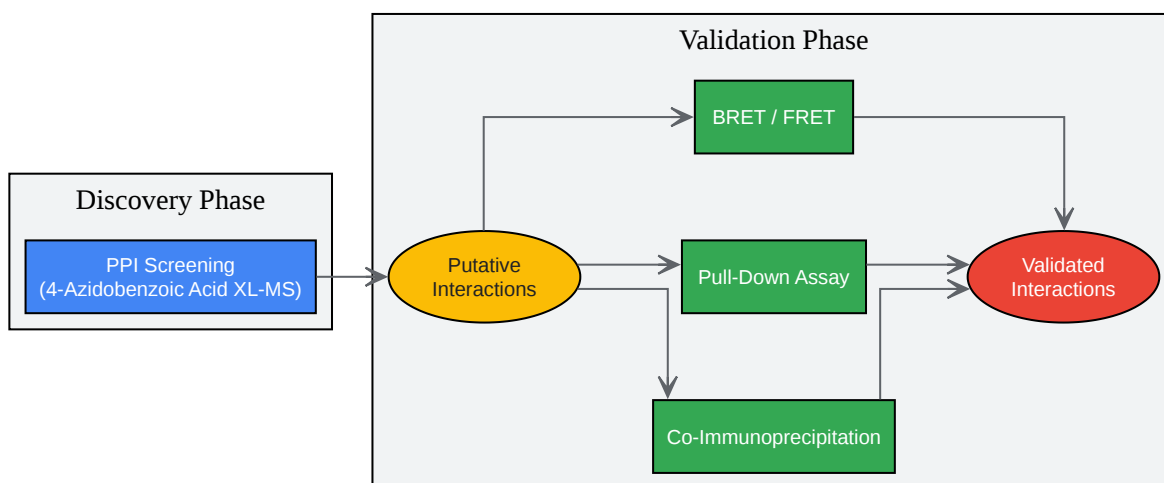 Validation Phase
BRET / FRET
Discovery Phase
PPI Screening
(4-Azidobenzoic Acid XL-MS)
Putative
Interactions
Pull-Down Assay
Validated
Interactions
Co-Immunoprecipitation